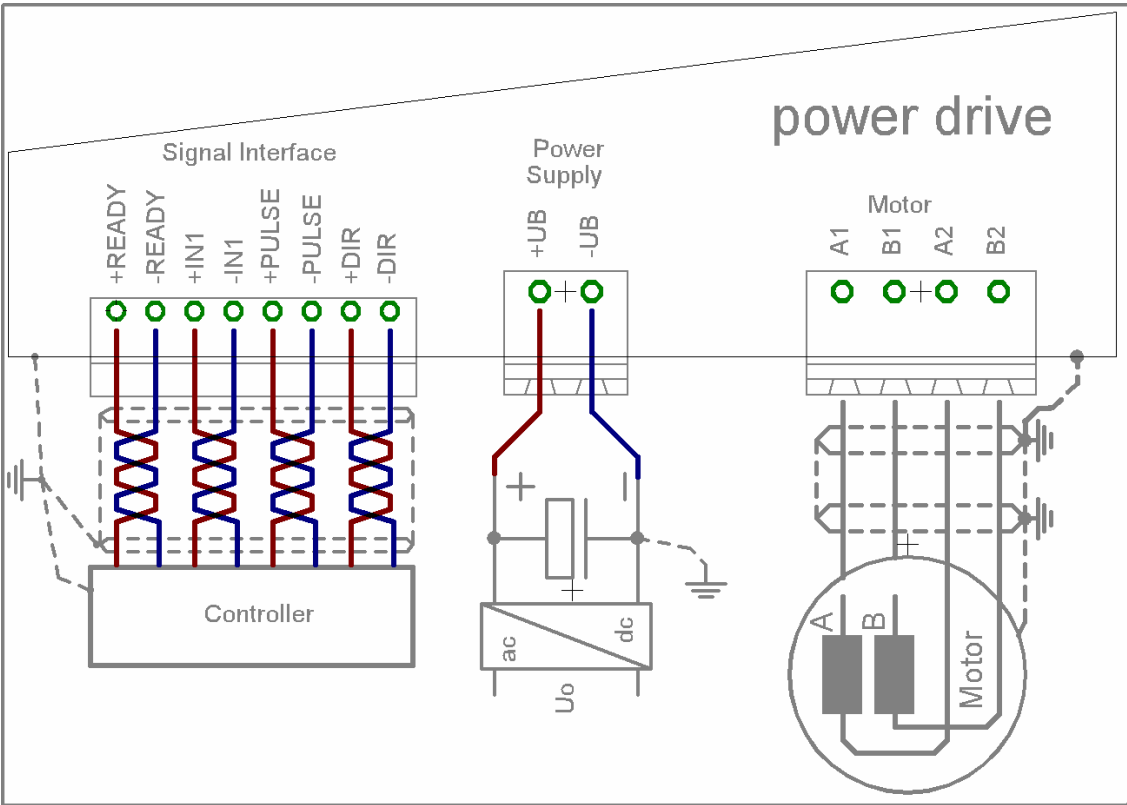 power drive
Signal Interface
+READY
-READY
+IN1
-IN1
+PULSE
-PULSE
+DIR
-DIR
Power
Supply
+UB
-UB
Motor
A1
B1
A2
B2
+
Controller
ac
dc
Uo
A
B
Motor